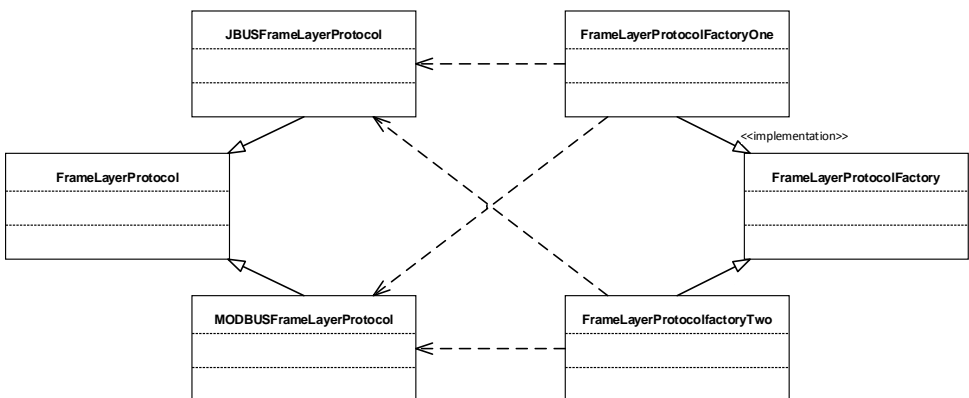 JBUSFrameLayerProtocol
FrameLayerProtocolFactoryOne
<<implementation>>
FrameLayerProtocol
FrameLayerProtocolFactory
MODBUSFrameLayerProtocol
FrameLayerProtocolfactoryTwo